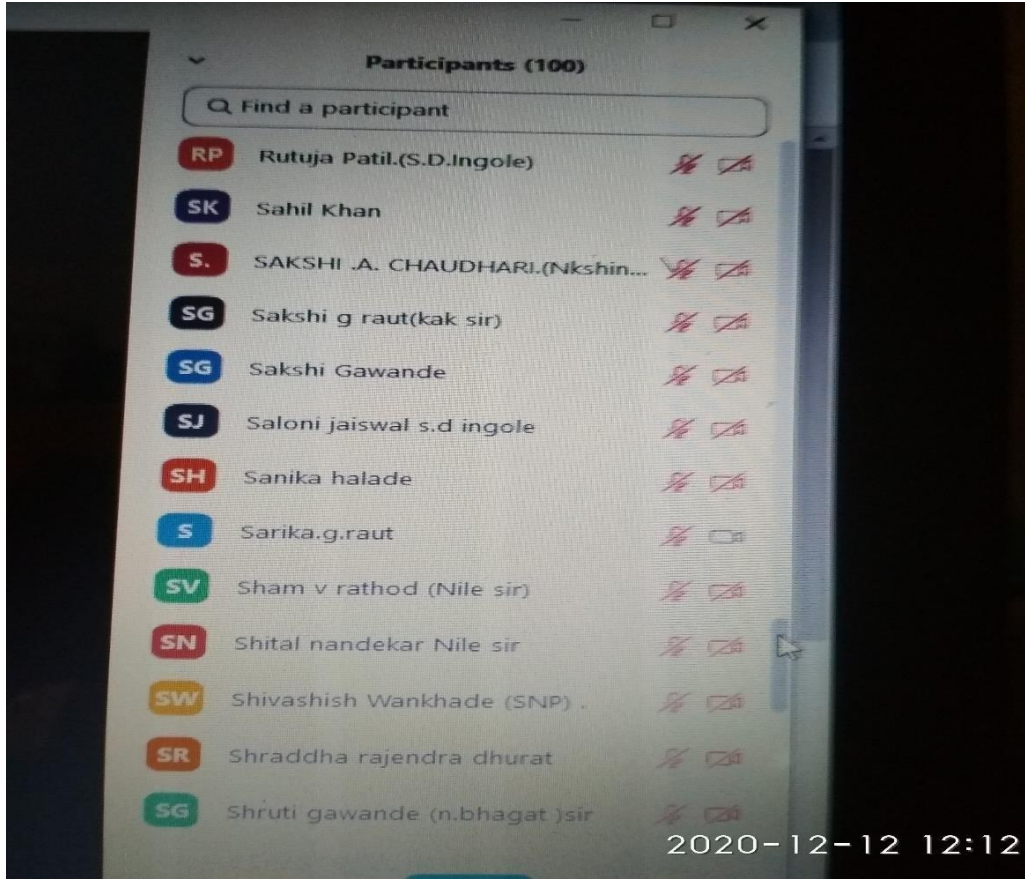 Participants (100)
Find a participant
RP Rutuja Patil.(S.D.Ingole)
SK Sahil Khan
S. SAKSHI .A. CHAUDHARI.(Nkshin...
SG Sakshi g raut(kak sir)
SG Sakshi Gawande
SJ Saloni jaiswal s.d ingole
SH Sanika halade
S Sarika.g.raut
SV Sham v rathod (Nile sir)
SN Shital nandekar Nile sir
SW Shivashish Wankhade (SNP) .
SR Shraddha rajendra dhurat
SG Shruti gawande (n.bhagat )sir
2020-12-12 12:12